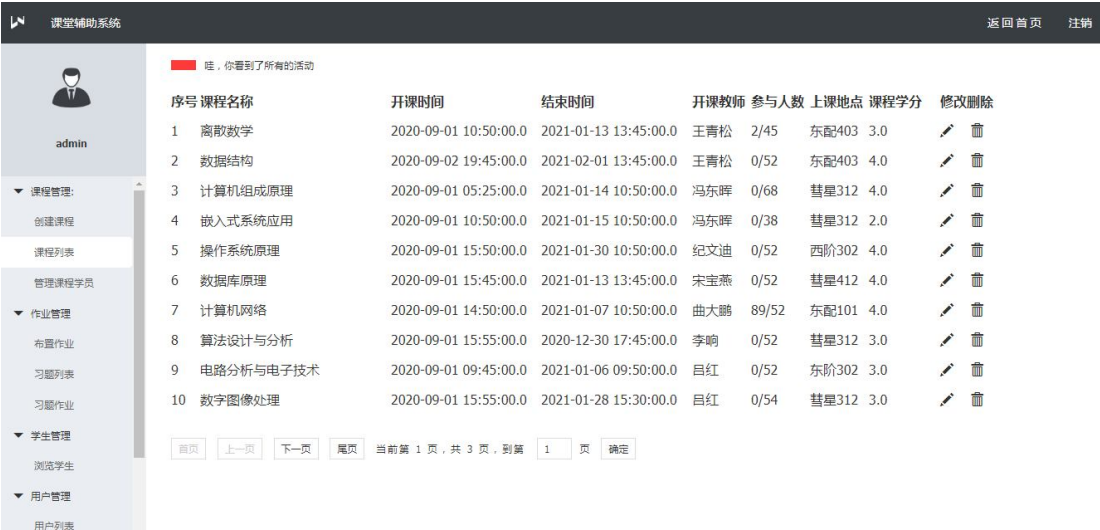 课堂辅助系统 返回首页 注销
哇，你看到了所有的活动
admin
课程管理:
创建课程
课程列表
管理课程学员
作业管理
布置作业
习题列表
习题作业
学生管理
浏览学生
用户管理
用户列表
序号 课程名称 开课时间 结束时间 开课教师 参与人数 上课地点 课程学分 修改删除
1 离散数学 2020-09-01 10:50:00.0 2021-01-13 13:45:00.0 王青松 2/45 东配403 3.0
2 数据结构 2020-09-02 19:45:00.0 2021-02-01 13:45:00.0 王青松 0/52 东配403 4.0
3 计算机组成原理 2020-09-01 05:25:00.0 2021-01-14 10:50:00.0 冯东晖 0/68 彗星312 4.0
4 嵌入式系统应用 2020-09-01 10:50:00.0 2021-01-15 10:50:00.0 冯东晖 0/38 彗星312 2.0
5 操作系统原理 2020-09-01 15:50:00.0 2021-01-30 10:50:00.0 纪文迪 0/52 西阶302 4.0
6 数据库原理 2020-09-01 15:45:00.0 2021-01-13 13:45:00.0 宋宝燕 0/52 彗星412 4.0
7 计算机网络 2020-09-01 14:50:00.0 2021-01-07 10:50:00.0 曲大鹏 89/52 东配101 4.0
8 算法设计与分析 2020-09-01 15:55:00.0 2020-12-30 17:45:00.0 李响 0/52 彗星312 3.0
9 电路分析与电子技术 2020-09-01 09:45:00.0 2021-01-06 09:50:00.0 吕红 0/52 东阶302 3.0
10 数字图像处理 2020-09-01 15:55:00.0 2021-01-28 15:30:00.0 吕红 0/54 彗星312 3.0
首页 上一页 下一页 尾页 当前第 1 页，共 3 页，到第 1 页 确定